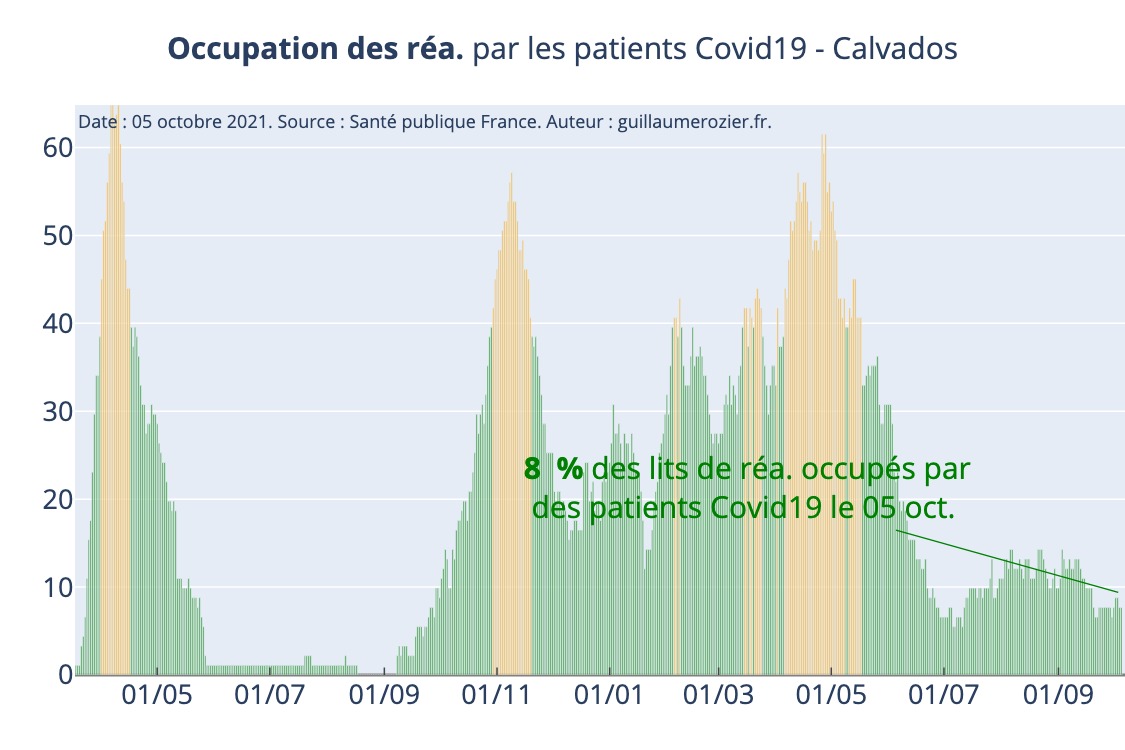 Occupation des réa. par les patients Covid19 - Calvados
Date : 05 octobre 2021. Source : Santé publique France. Auteur : guillaumerozier.fr.
60
50
40
30
20
10
0
8 % des lits de réa. occupés par
des patients Covid19 le 05 oct.
01/05 01/07 01/09 01/11 01/01 01/03 01/05 01/07 01/09